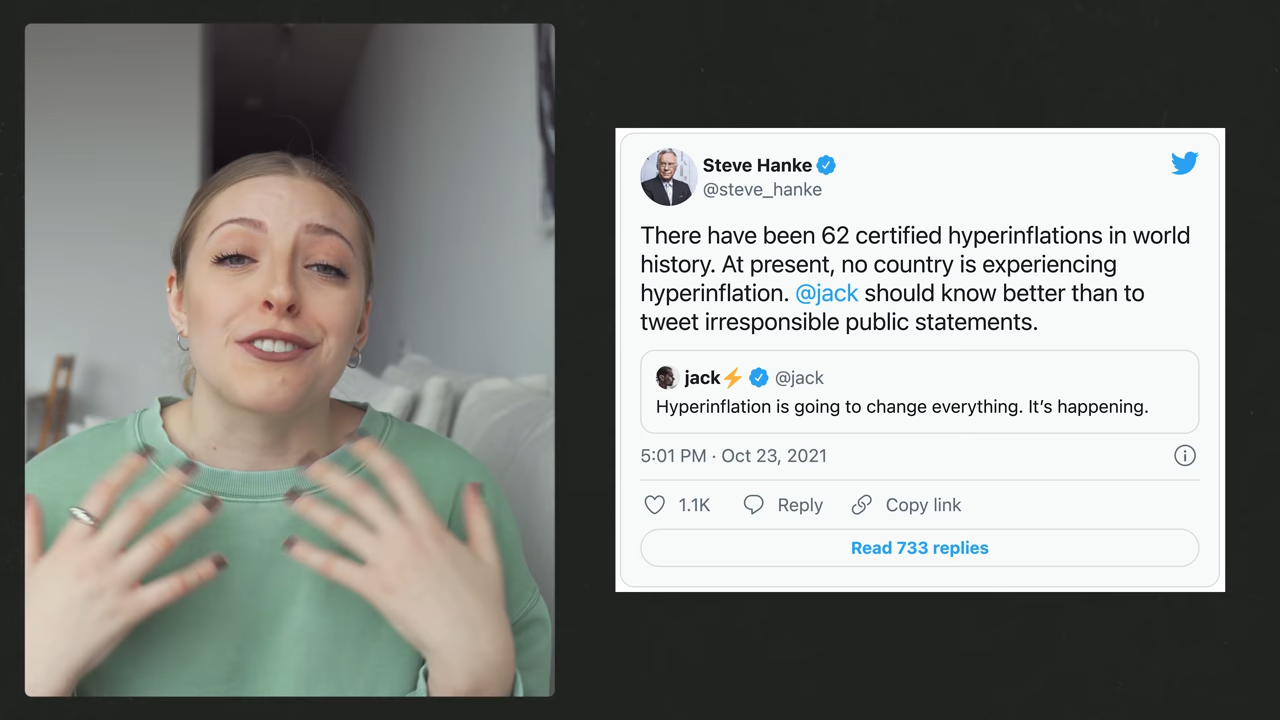 Steve Hanke
@steve_hanke
There have been 62 certified hyperinflations in world
history. At present, no country is experiencing
hyperinflation. @jack should know better than to
tweet irresponsible public statements.
jack⚡ @jack
Hyperinflation is going to change everything. It’s happening.
5:01 PM · Oct 23, 2021
1.1K Reply Copy link
Read 733 replies